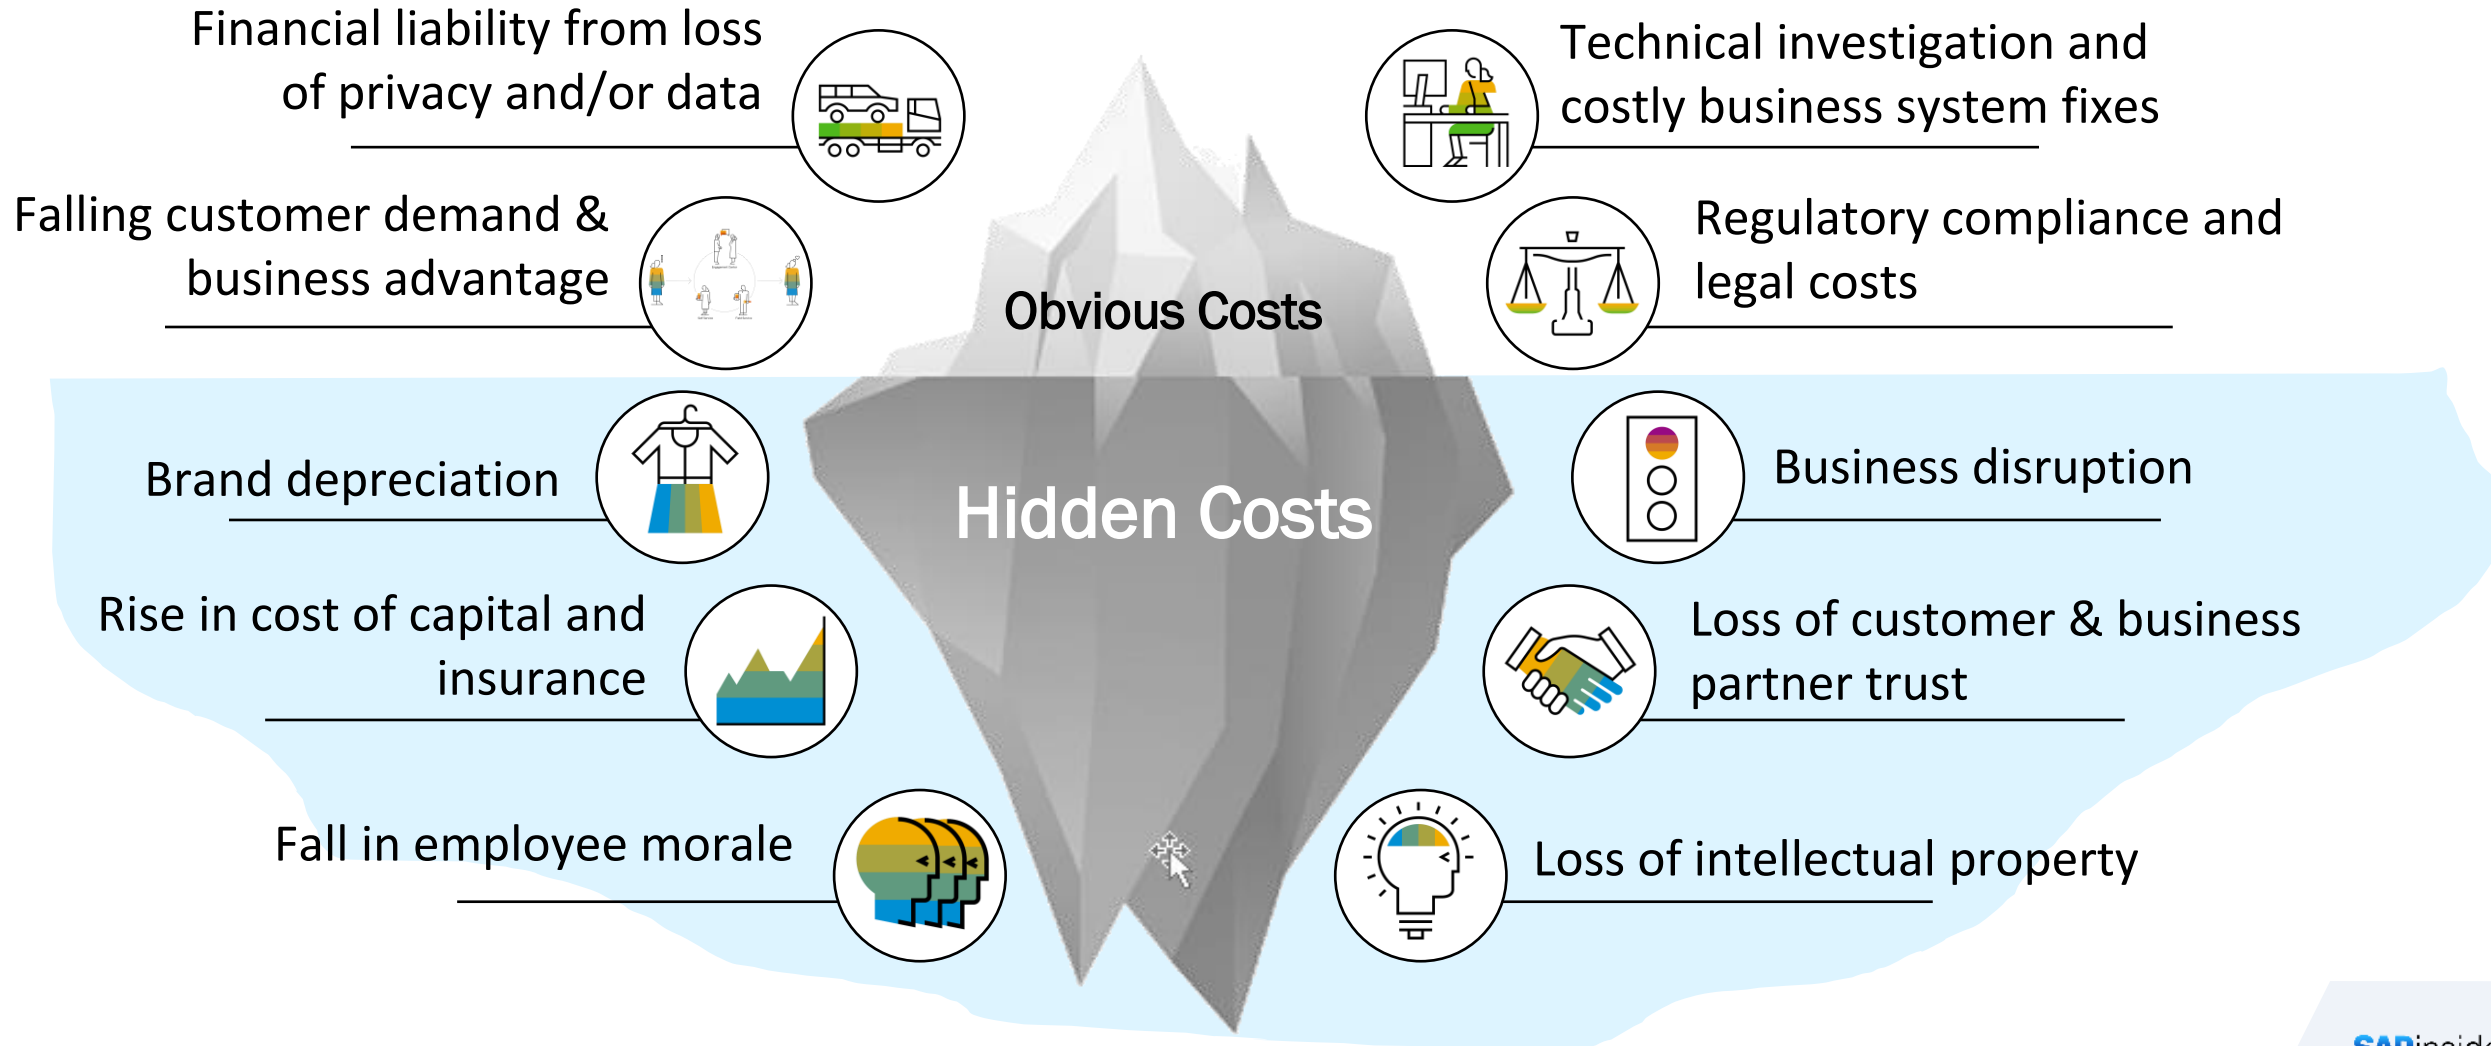 Financial liability from loss
of privacy and/or data
Technical investigation and
costly business system fixes
Falling customer demand &
business advantage
Regulatory compliance and
legal costs
Obvious Costs
Brand depreciation
Business disruption
Hidden Costs
Rise in cost of capital and
insurance
Loss of customer & business
partner trust
Fall in employee morale
Loss of intellectual property